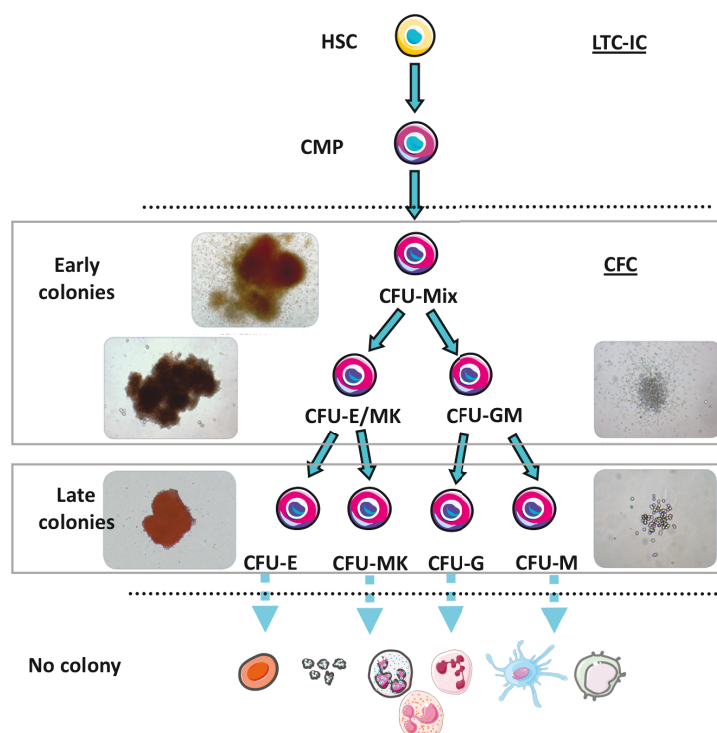 HSC
LTC-IC
CMP
Early
colonies
CFC
CFU-Mix
CFU-E/MK
CFU-GM
Late
colonies
CFU-E
CFU-MK
CFU-G
CFU-M
No colony